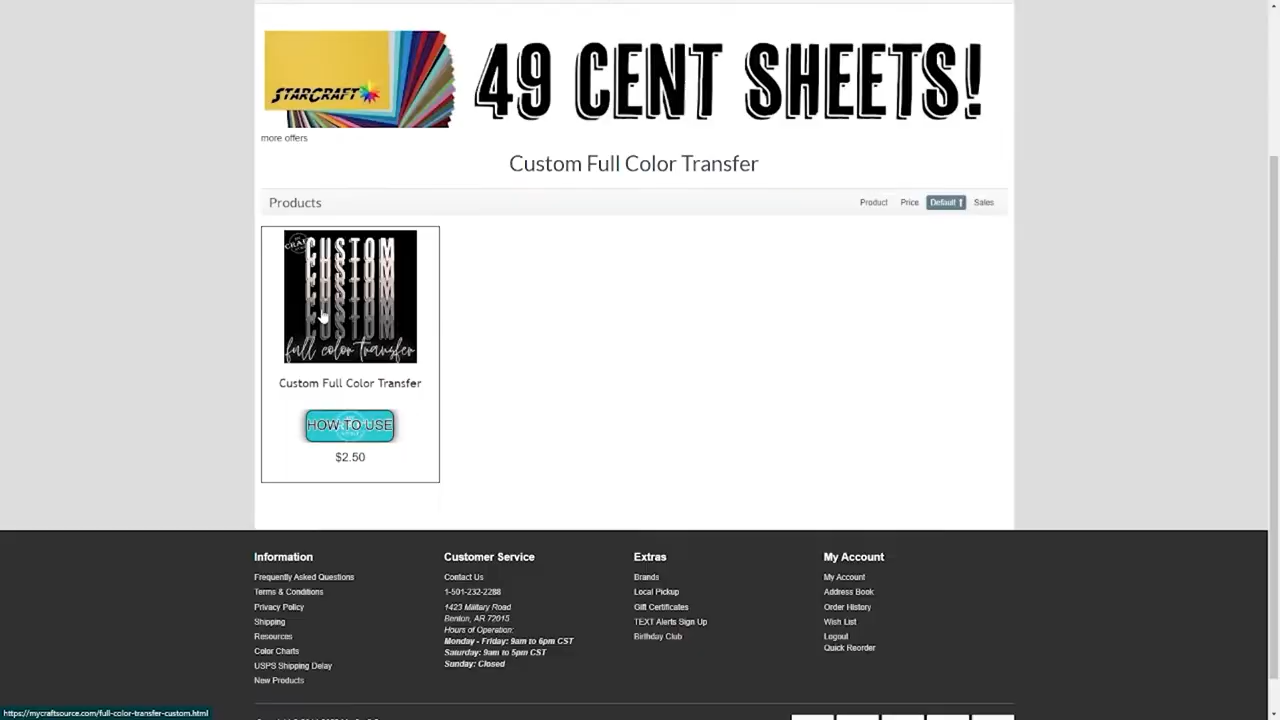 STARCRAFT
49 CENT SHEETS!
more offers
Custom Full Color Transfer
Products
Product Price Default Sales
CUSTOM
CUSTOM
CUSTOM
CUSTOM
CUSTOM
full color transfer
Custom Full Color Transfer
HOW TO USE
$2.50
Information
Frequently Asked Questions
Terms & Conditions
Privacy Policy
Shipping
Resources
Color Charts
USPS Shipping Delay
New Products
Customer Service
Contact Us
1-501-232-2288
1423 Military Road
Benton, AR 72015
Hours of Operation:
Monday - Friday: 9am to 6pm CST
Saturday: 9am to 5pm CST
Sunday: Closed
Extras
Brands
Local Pickup
Gift Certificates
TEXT Alerts Sign Up
Birthday Club
My Account
My Account
Address Book
Order History
Wish List
Logout
Quick Reorder
https://mycraftsource.com/full-color-transfer-custom.html